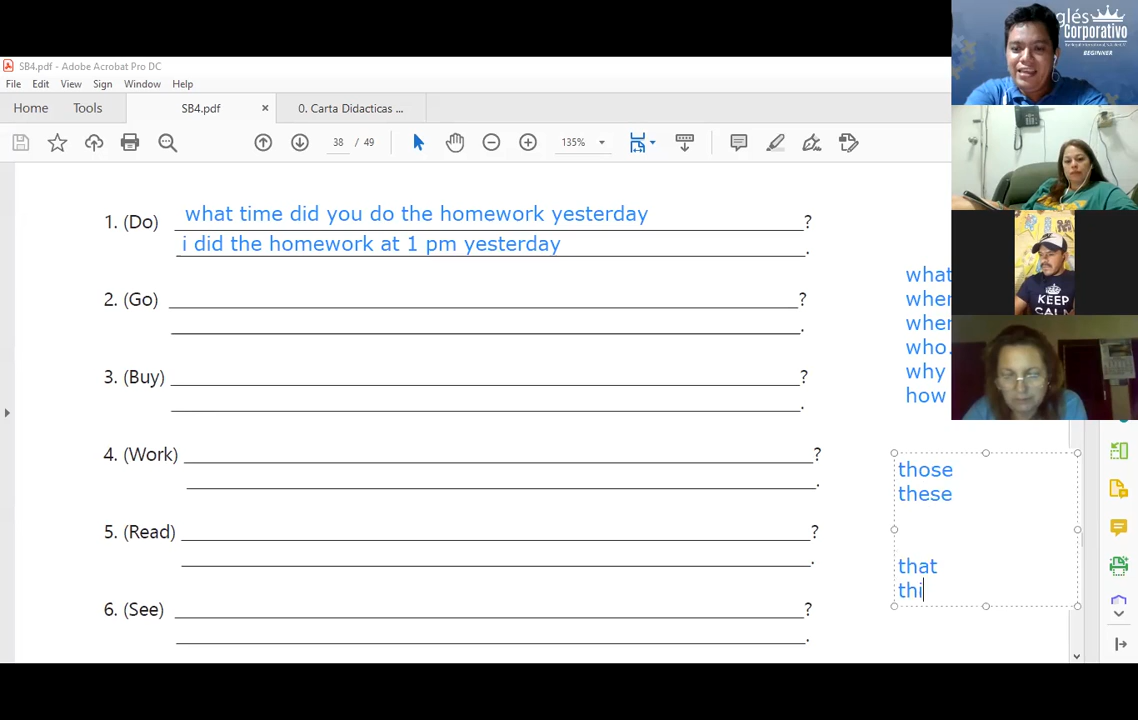 SB4.pdf - Adobe Acrobat Pro DC
File Edit View Sign Window Help
Home Tools SB4.pdf × 0. Carta Didacticas ...
38 / 49 135%
1. (Do) what time did you do the homework yesterday ?
i did the homework at 1 pm yesterday .
2. (Go) ?
.
3. (Buy) ?
.
4. (Work) ?
.
5. (Read) ?
.
6. (See) ?
.
what
when
who.
why
how
those
these
that
thi
glés
Corporativo
BEGINNER
KEEP
CALM